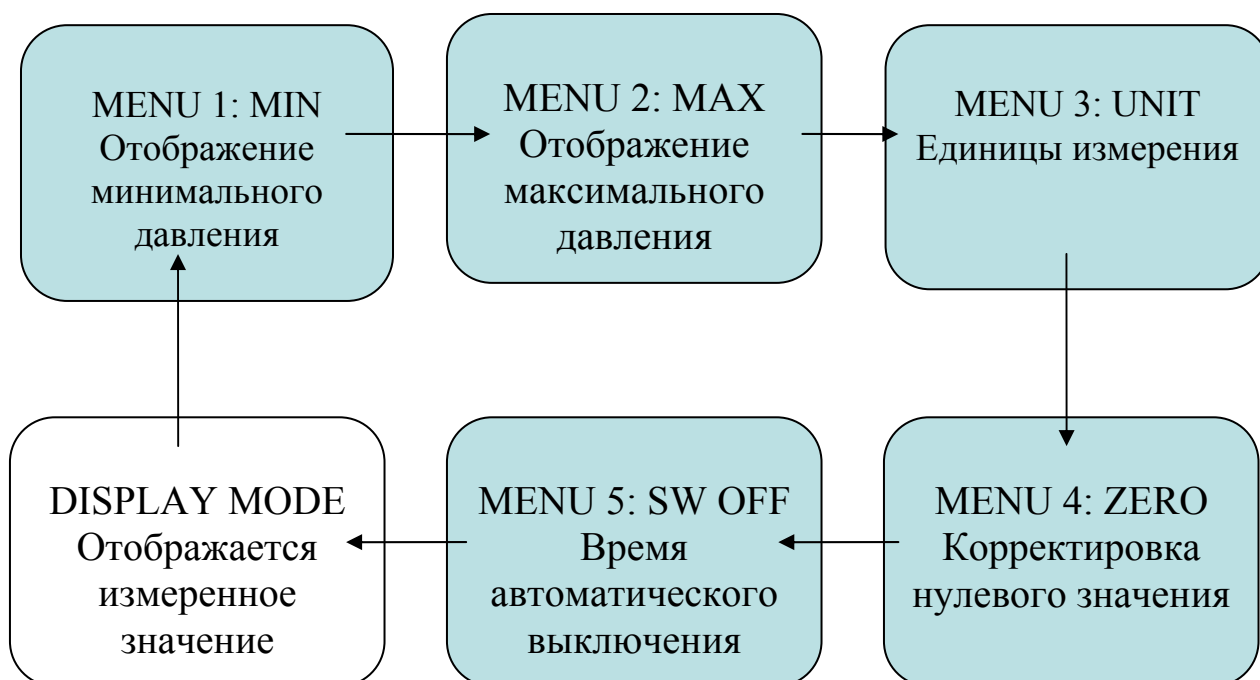 MENU 1: MIN
Отображение
минимального
давления
MENU 2: MAX
Отображение
максимального
давления
MENU 3: UNIT
Единицы измерения
DISPLAY MODE
Отображается
измеренное
значение
MENU 5: SW OFF
Время
автоматического
выключения
MENU 4: ZERO
Корректировка
нулевого значения